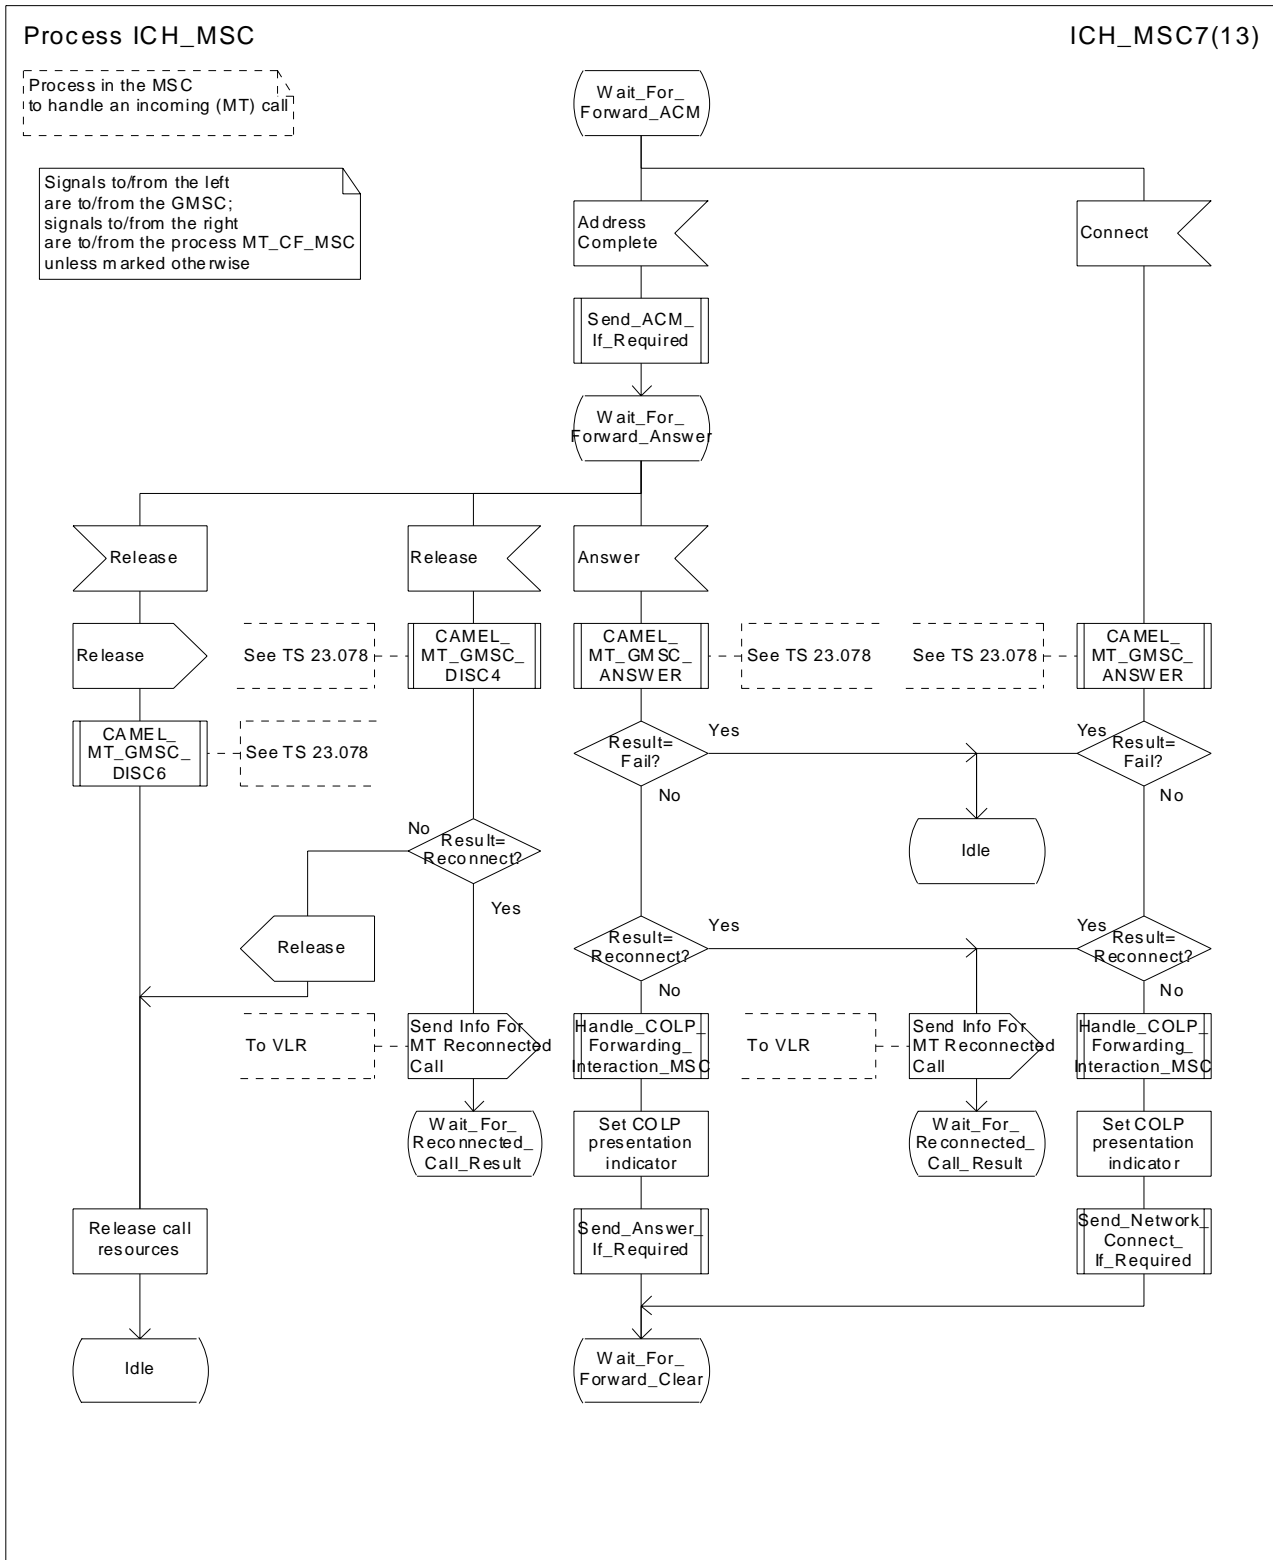 Process ICH_MSC
ICH_MSC7(13)
Process in the MSC
to handle an incoming (MT) call
Signals to/from the left
are to/from the GMSC;
signals to/from the right
are to/from the process MT_CF_MSC
unless marked otherwise
Wait_For_
Forward_ACM
Address
Complete
Connect
Send_ACM_
If_Required
Wait_For_
Forward_Answer
Release
Release
Answer
Release
See TS 23.078
CAMEL_
MT_GMSC_
DISC4
CAMEL_
MT_GMSC_
ANSWER
See TS 23.078
See TS 23.078
CAMEL_
MT_GMSC_
ANSWER
CAMEL_
MT_GMSC_
DISC6
See TS 23.078
Result=
Fail?
Yes
No
Yes
Result=
Fail?
No
No
Result=
Reconnect?
Yes
Idle
Release
Result=
Reconnect?
Yes
No
Yes
Result=
Reconnect?
No
To VLR
Send Info For
MT Reconnected
Call
Handle_COLP_
Forwarding_
Interaction_MSC
To VLR
Send Info For
MT Reconnected
Call
Handle_COLP_
Forwarding_
Interaction_MSC
Wait_For_
Reconnected_
Call_Result
Set COLP
presentation
indicator
Wait_For_
Reconnected_
Call_Result
Set COLP
presentation
indicator
Release call
resources
Send_Answer_
If_Required
Send_Network_
Connect_
If_Required
Idle
Wait_For_
Forward_Clear